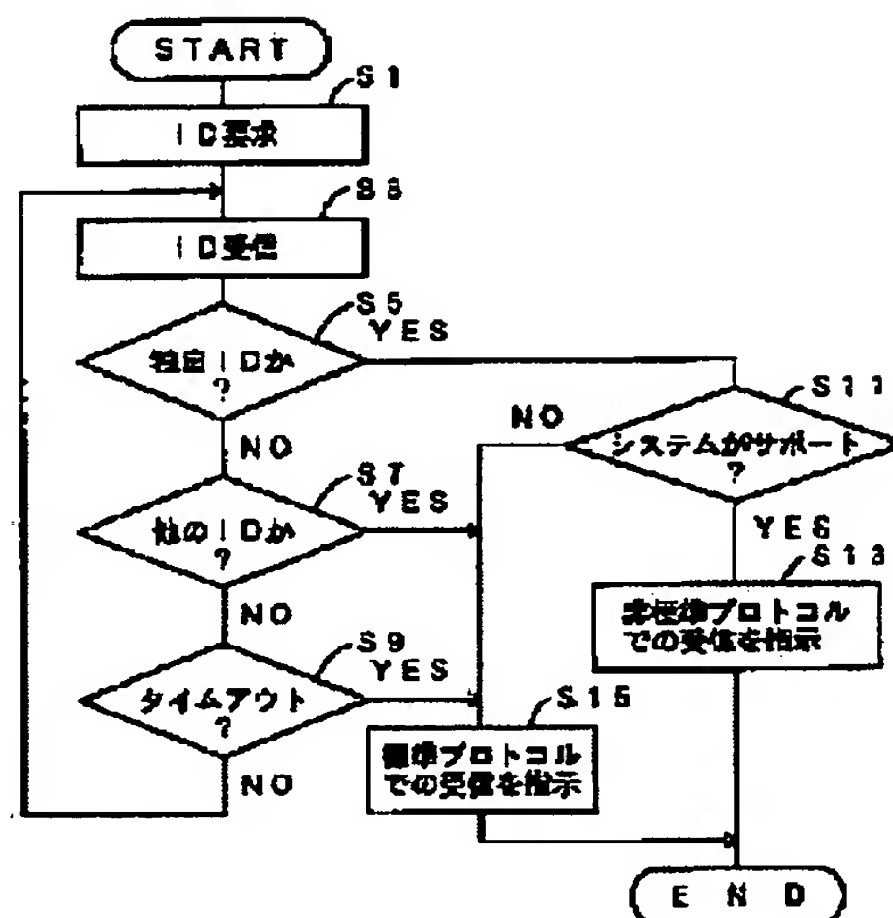 START
S1
ID要求
S3
ID受信
S5
YES
独自IDか
?
S11
NO
NO
システムがサポート
?
S7
YES
他のIDか
?
YES
S13
NO
非標準プロトコル
での受信を指示
S9
YES
タイムアウト
?
S15
標準プロトコル
での受信を指示
NO
END